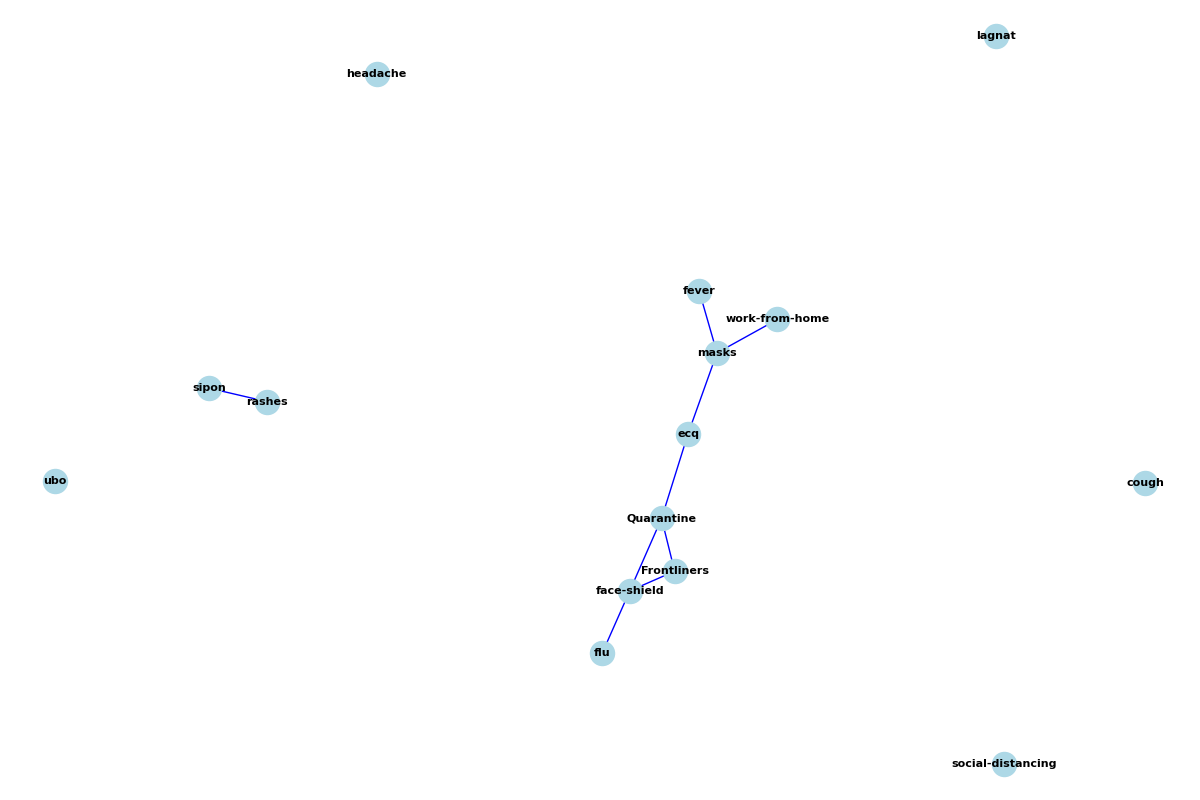 lagnat
headache
fever
work-from-home
masks
sipon
rashes
ecq
ubo
cough
Quarantine
Frontliners
face-shield
flu
social-distancing